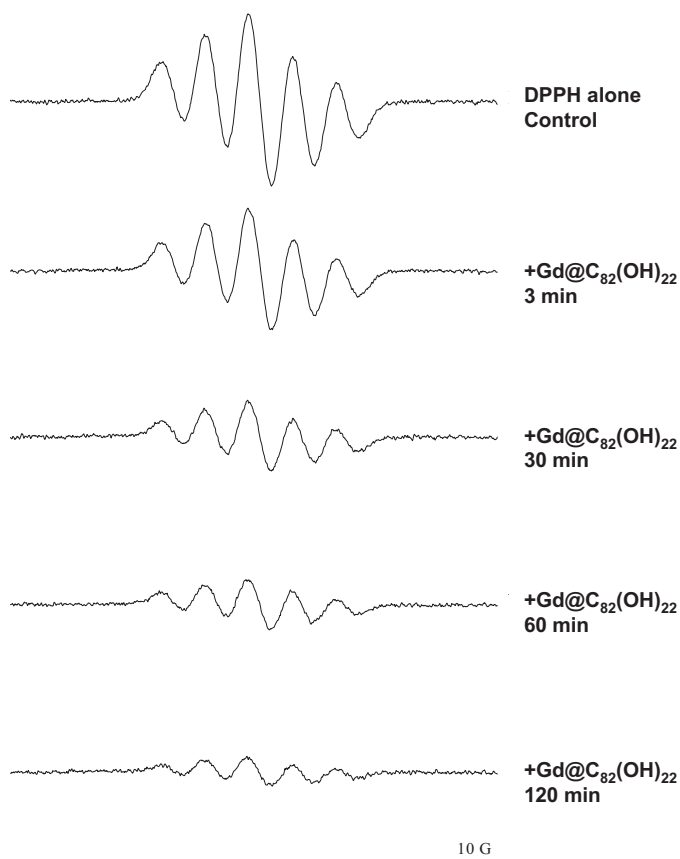 DPPH alone
Control
+Gd@C₈₂(OH)₂₂
3 min
+Gd@C₈₂(OH)₂₂
30 min
+Gd@C₈₂(OH)₂₂
60 min
+Gd@C₈₂(OH)₂₂
120 min
10 G